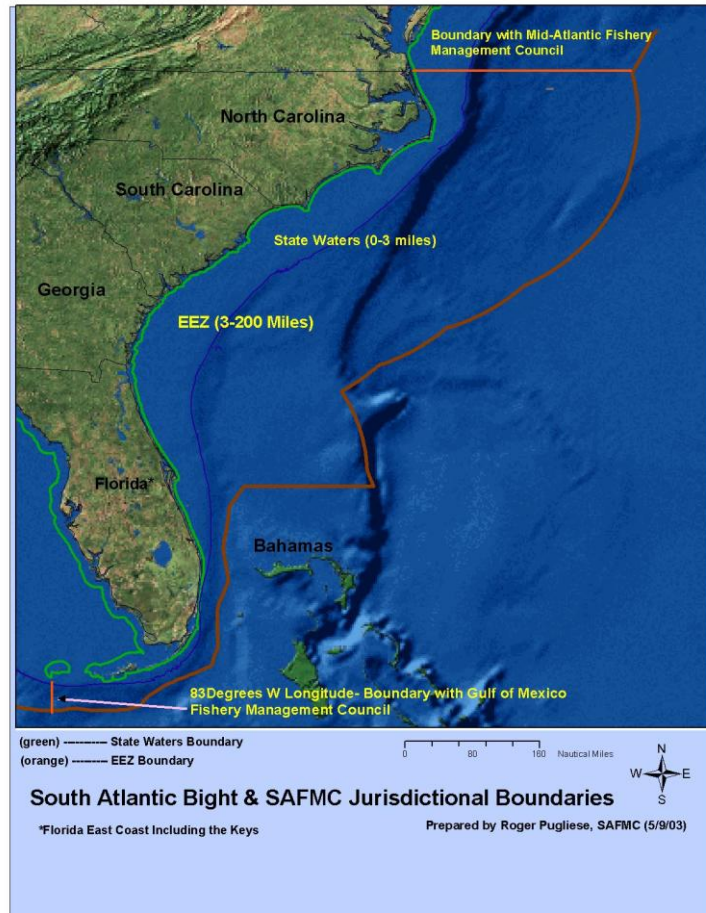 Boundary with Mid-Atlantic Fishery
Management Council
North Carolina
South Carolina
State Waters (0-3 miles)
Georgia
EEZ (3-200 Miles)
Florida*
Bahamas
83Degrees W Longitude- Boundary with Gulf of Mexico
Fishery Management Council
(green) ---------- State Waters Boundary
(orange) ---- EEZ Boundary
0 80 160 Nautical Miles
N
W E
S
South Atlantic Bight & SAFMC Jurisdictional Boundaries
*Florida East Coast Including the Keys
Prepared by Roger Pugliese, SAFMC (5/9/03)